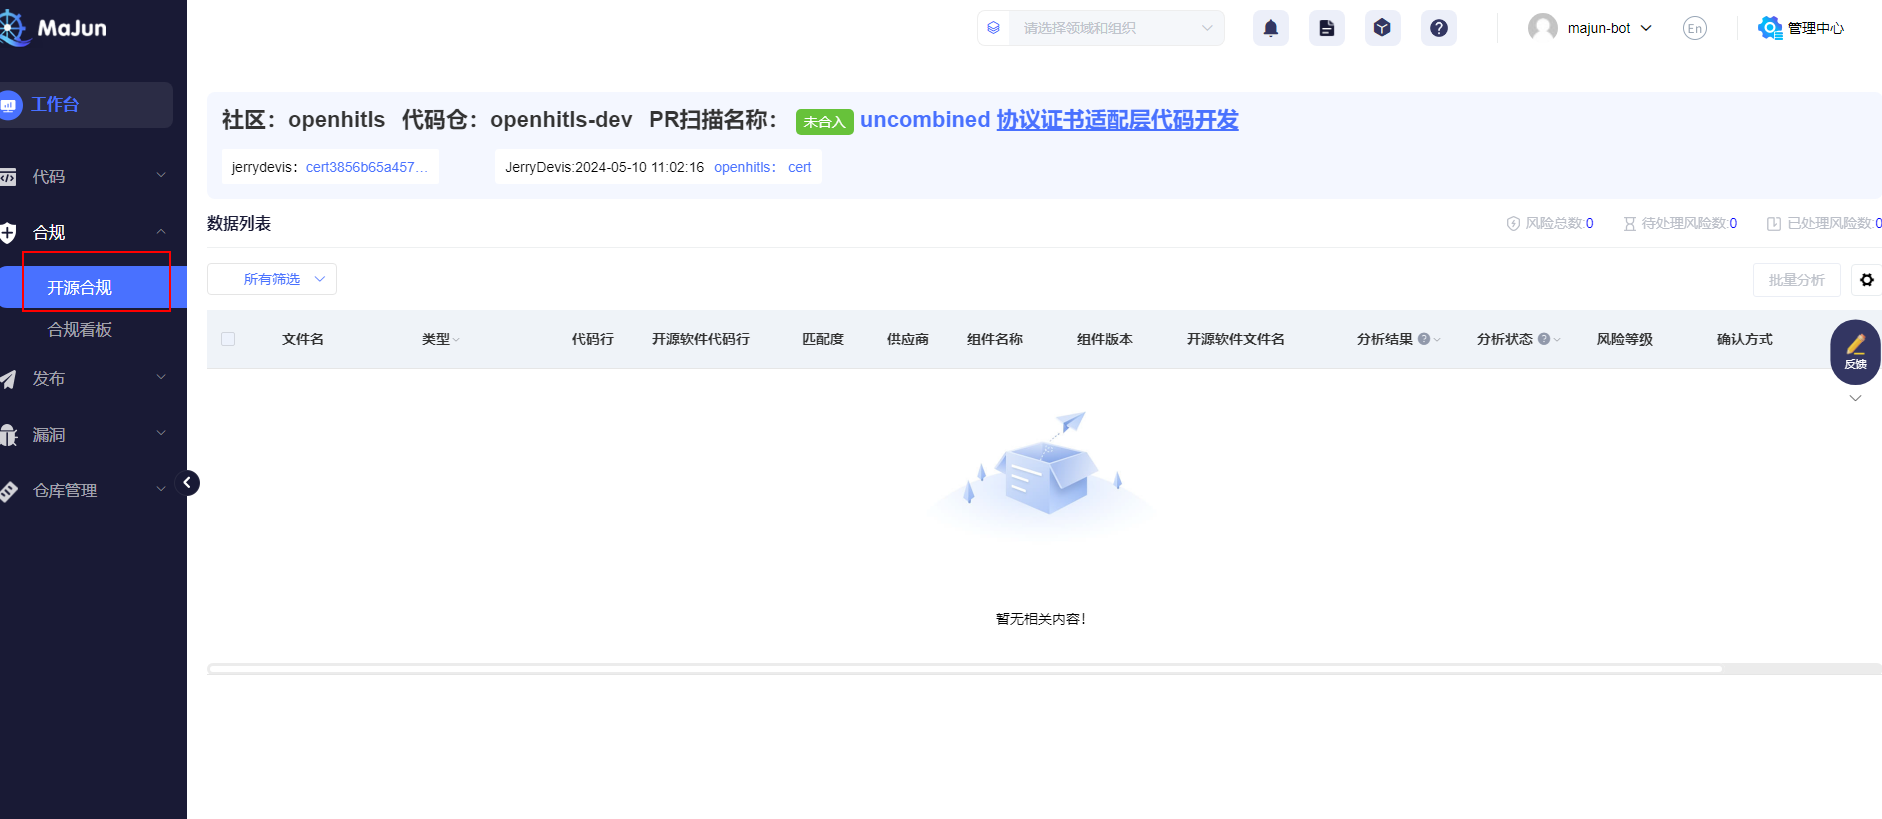 MaJun
请选择领域和组织
majun-bot
En
管理中心
工作台
代码
合规
开源合规
合规看板
发布
漏洞
仓库管理
社区：openhitls 代码仓：openhitls-dev PR扫描名称： 未合入 uncombined 协议证书适配层代码开发
jerrydevis：cert3856b65a457... JerryDevis:2024-05-10 11:02:16 openhitls： cert
数据列表 风险总数:0 待处理风险数:0 已处理风险数:0
所有筛选 批量分析
文件名 类型 代码行 开源软件代码行 匹配度 供应商 组件名称 组件版本 开源软件文件名 分析结果 分析状态 风险等级 确认方式
反馈
暂无相关内容！